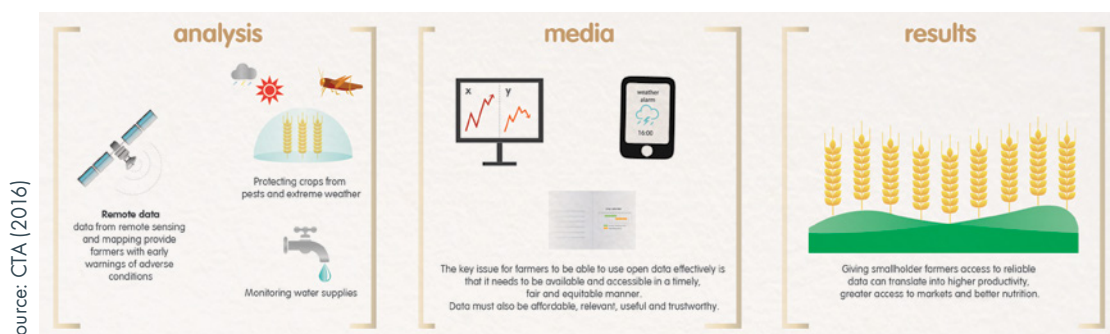 analysis
Remote data
data from remote sensing
and mapping provide
farmers with early
warnings of adverse
conditions
Protecting crops from
pests and extreme weather
Monitoring water supplies
media
x y
weather
alarm
16:00
The key issue for farmers to be able to use open data effectively is
that it needs to be available and accessible in a timely,
fair and equitable manner.
Data must also be affordable, relevant, useful and trustworthy.
results
Giving smallholder farmers access to reliable
data can translate into higher productivity,
greater access to markets and better nutrition.
ource: CTA (2016)